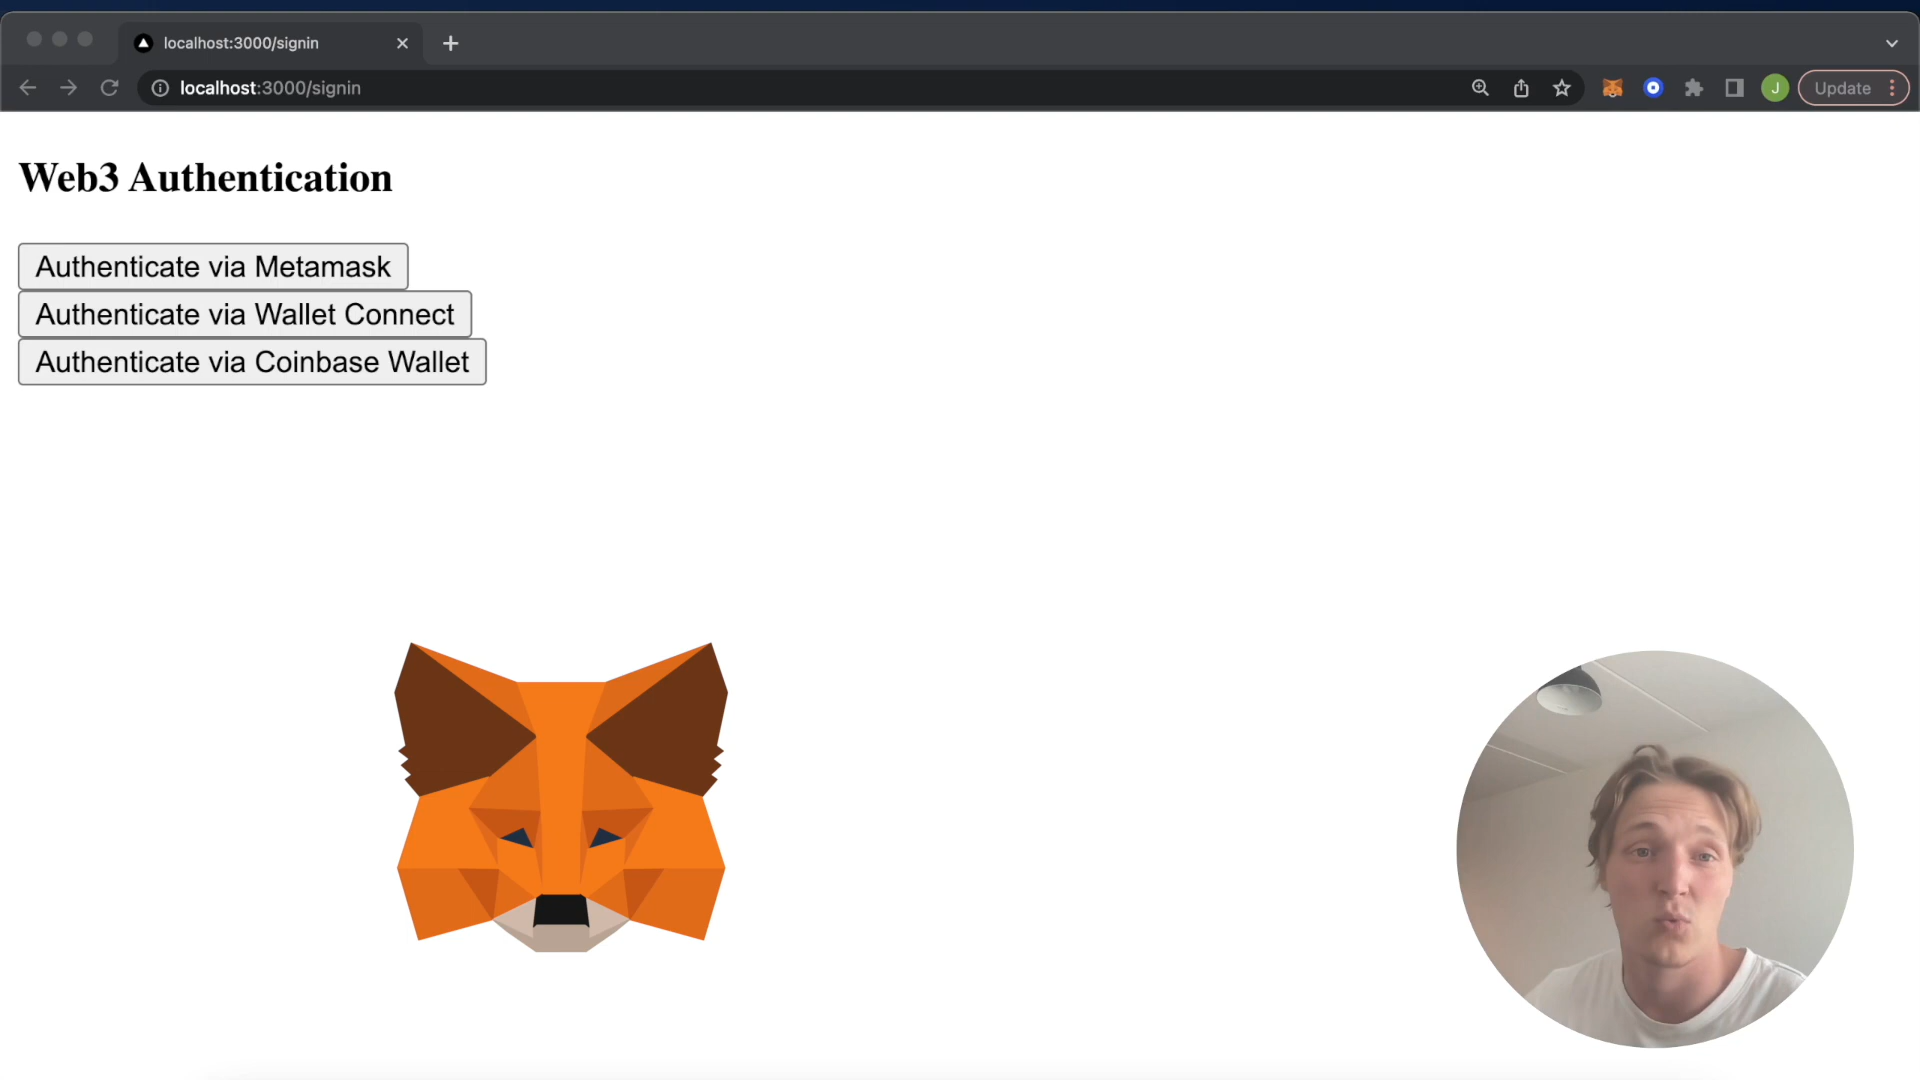 localhost:3000/signin
localhost:3000/signin
J
Update
Web3 Authentication
Authenticate via Metamask
Authenticate via Wallet Connect
Authenticate via Coinbase Wallet